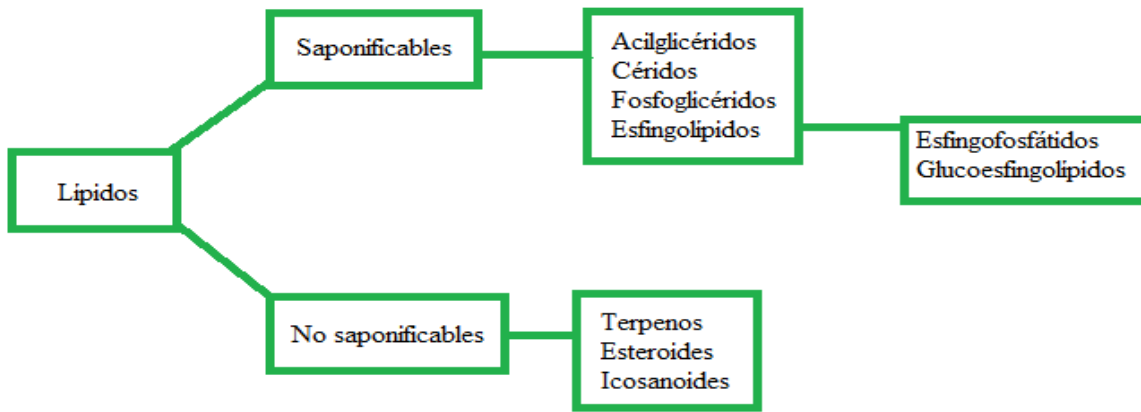 Saponificables
Acilglicéridos
Céridos
Fosfoglicéridos
Esfingolípidos
Esfingofosfátidos
Glucoesfingolípidos
Lípidos
No saponificables
Terpenos
Esteroides
Icosanoides